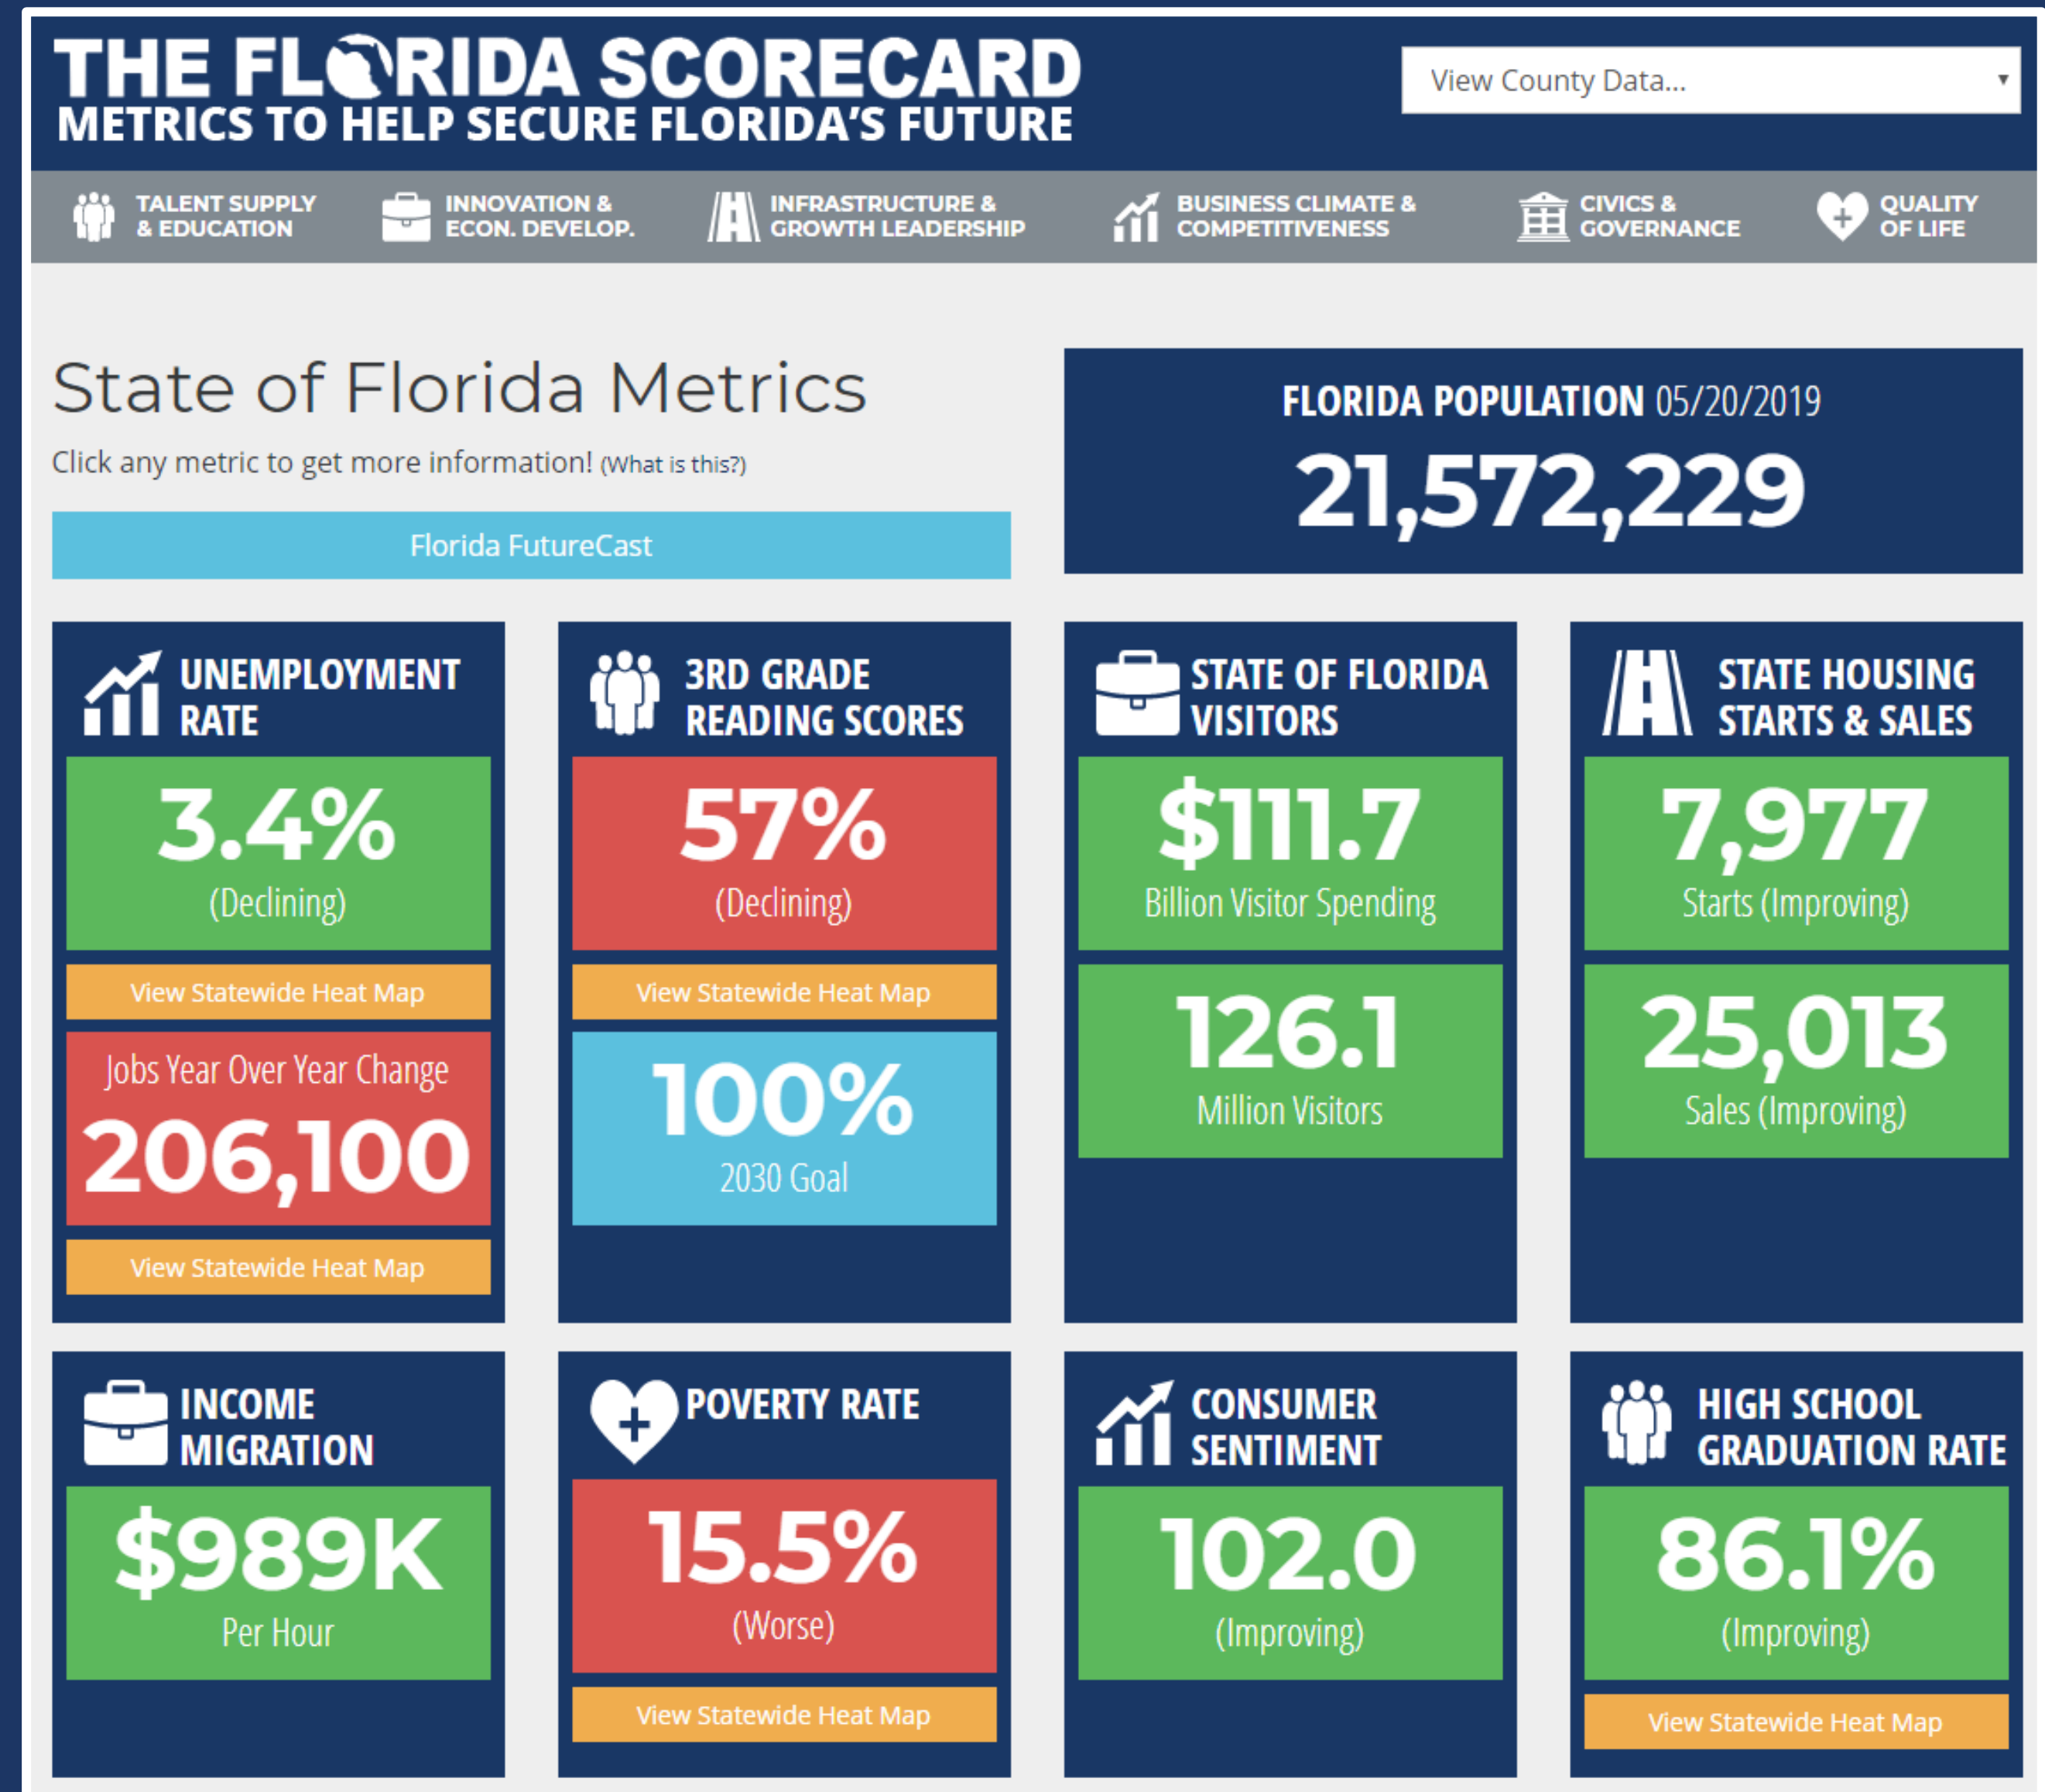 THE FLORIDA SCORECARD
METRICS TO HELP SECURE FLORIDA'S FUTURE
View County Data...
TALENT SUPPLY
& EDUCATION
INNOVATION &
ECON. DEVELOP.
INFRASTRUCTURE &
GROWTH LEADERSHIP
BUSINESS CLIMATE &
COMPETITIVENESS
CIVICS &
GOVERNANCE
QUALITY
OF LIFE
State of Florida Metrics
Click any metric to get more information! (What is this?)
Florida FutureCast
FLORIDA POPULATION 05/20/2019
21,572,229
UNEMPLOYMENT
RATE
3.4%
(Declining)
View Statewide Heat Map
Jobs Year Over Year Change
206,100
View Statewide Heat Map
3RD GRADE
READING SCORES
57%
(Declining)
View Statewide Heat Map
100%
2030 Goal
STATE OF FLORIDA
VISITORS
$111.7
Billion Visitor Spending
126.1
Million Visitors
STATE HOUSING
STARTS & SALES
7,977
Starts (Improving)
25,013
Sales (Improving)
INCOME
MIGRATION
$989K
Per Hour
POVERTY RATE
15.5%
(Worse)
View Statewide Heat Map
CONSUMER
SENTIMENT
102.0
(Improving)
HIGH SCHOOL
GRADUATION RATE
86.1%
(Improving)
View Statewide Heat Map